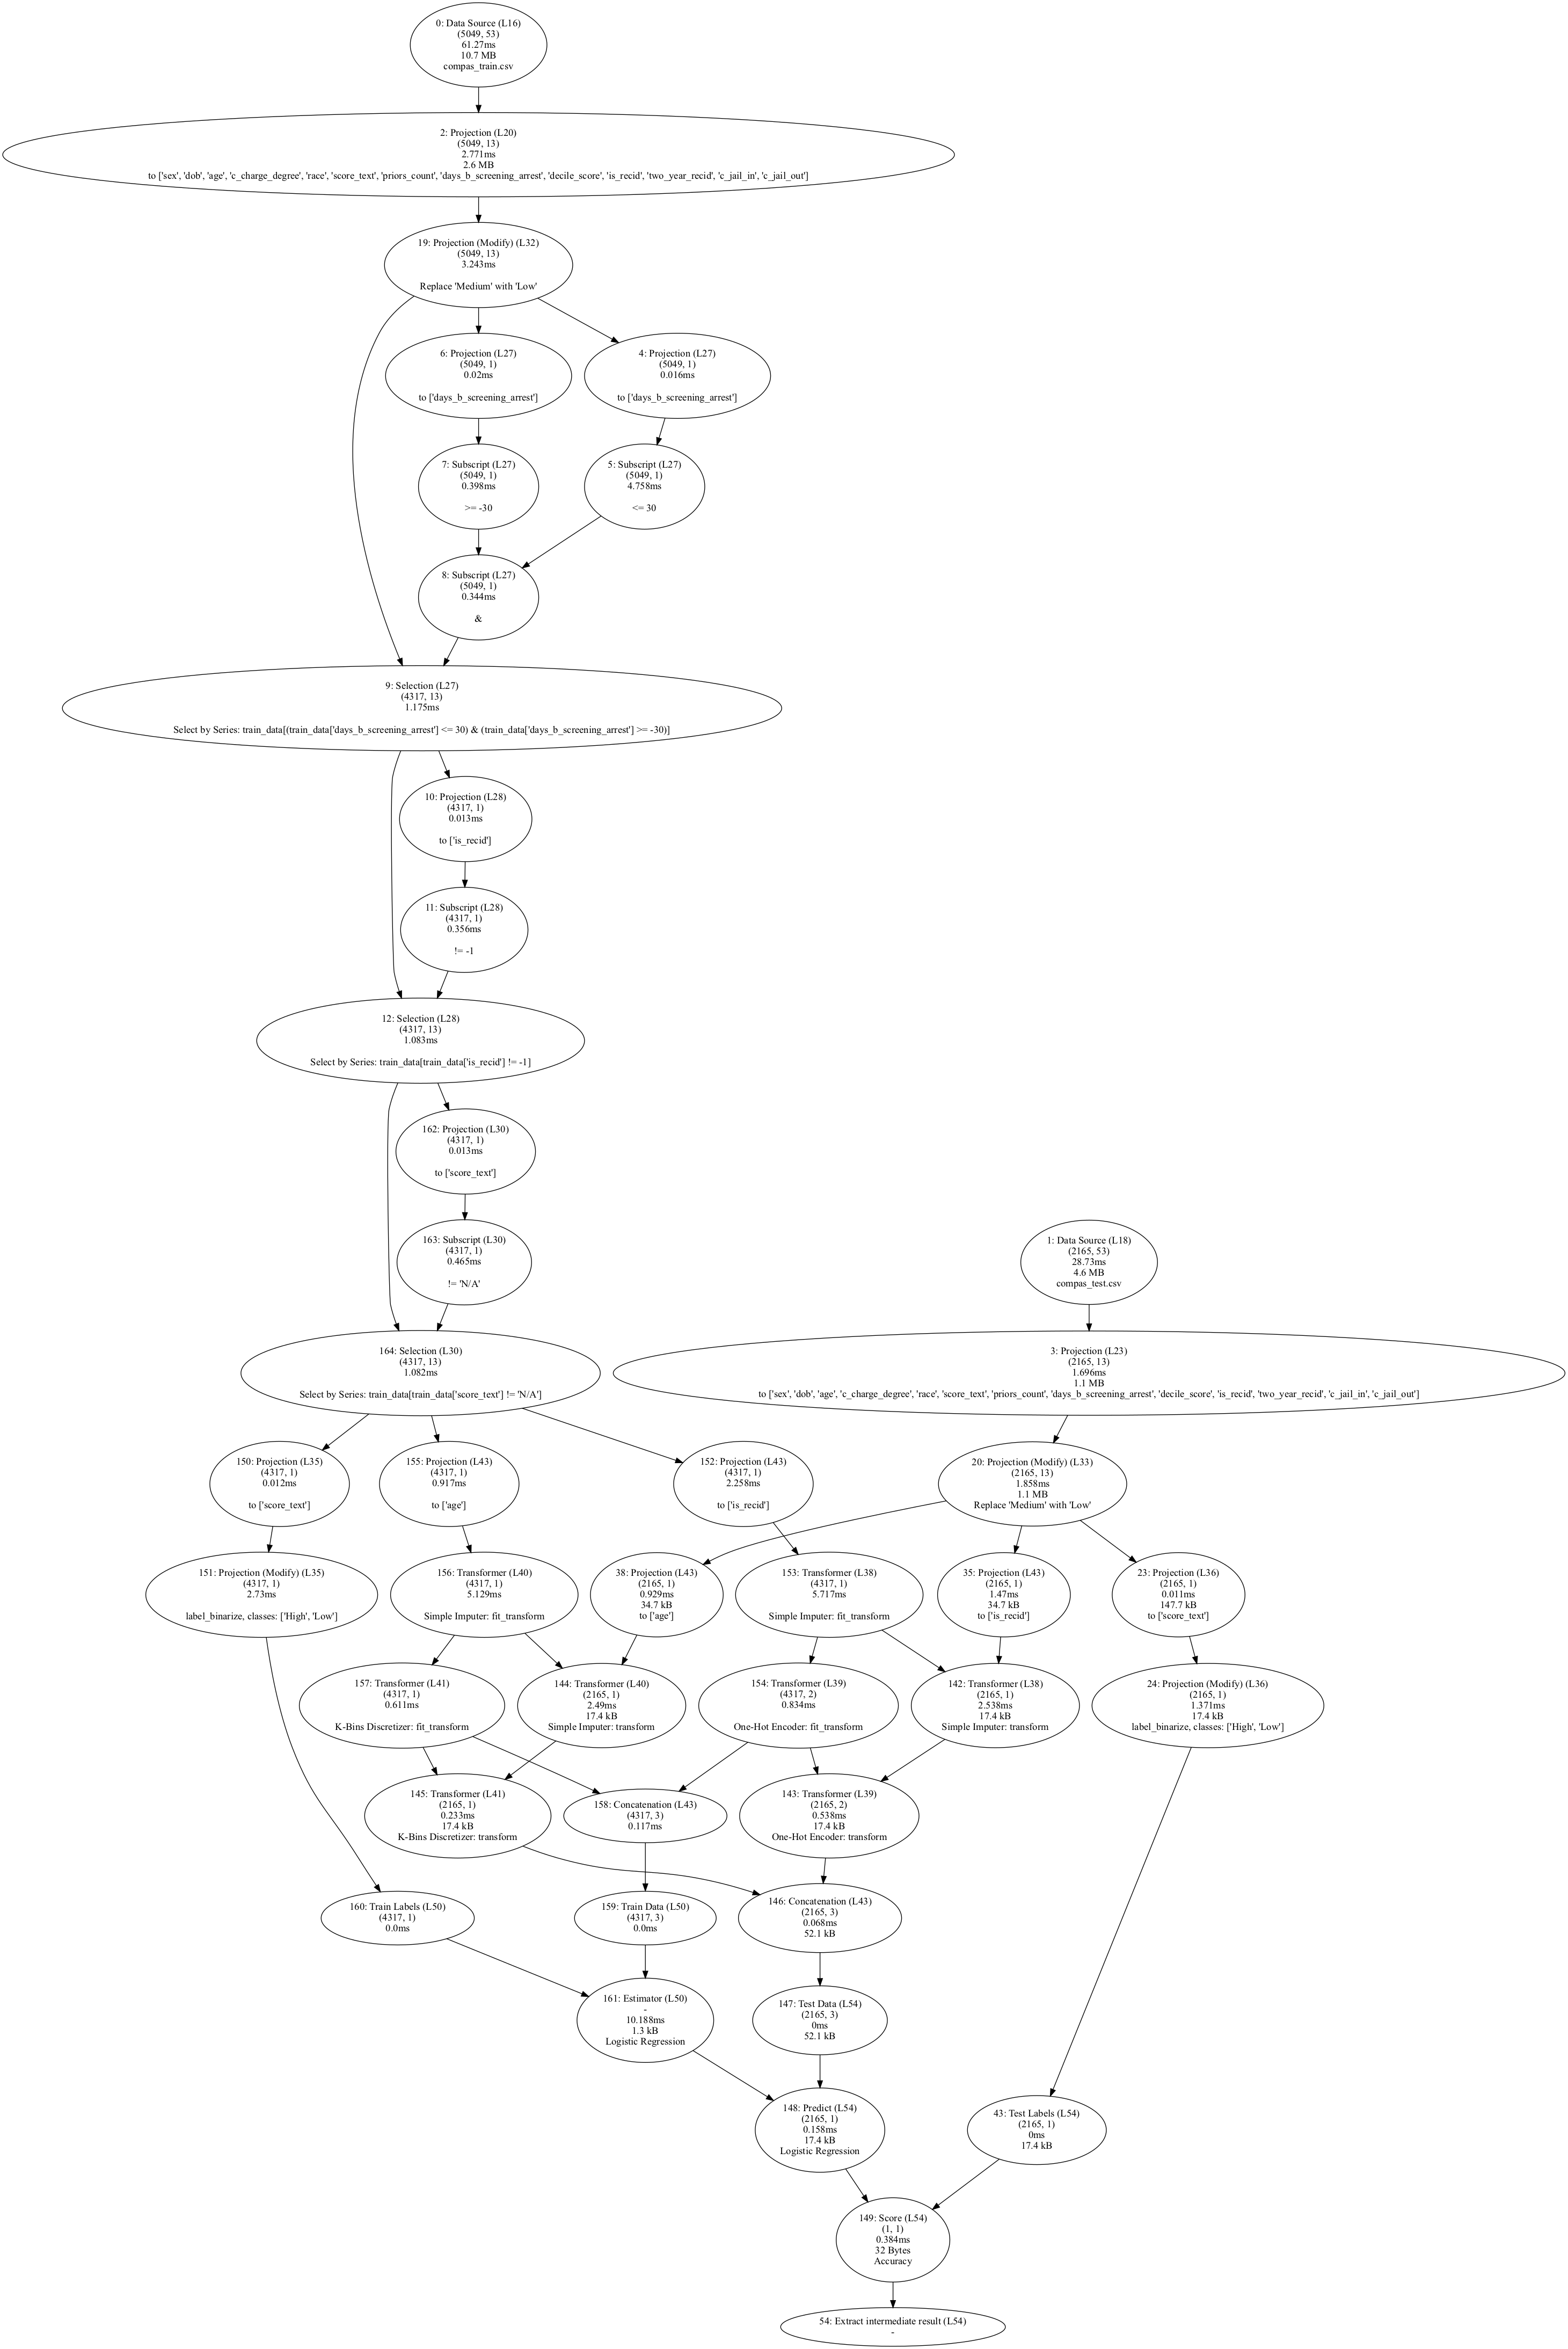 0: Data Source (L16)
(5049, 53)
61.27ms
10.7 MB
compas_train.csv
2: Projection (L20)
(5049, 13)
2.771ms
2.6 MB
to ['sex', 'dob', 'age', 'c_charge_degree', 'race', 'score_text', 'priors_count', 'days_b_screening_arrest', 'decile_score', 'is_recid', 'two_year_recid', 'c_jail_in', 'c_jail_out']
19: Projection (Modify) (L32)
(5049, 13)
3.243ms
Replace 'Medium' with 'Low'
6: Projection (L27)
(5049, 1)
0.02ms
to ['days_b_screening_arrest']
4: Projection (L27)
(5049, 1)
0.016ms
to ['days_b_screening_arrest']
7: Subscript (L27)
(5049, 1)
0.398ms
>= -30
5: Subscript (L27)
(5049, 1)
4.758ms
<= 30
8: Subscript (L27)
(5049, 1)
0.344ms
&
9: Selection (L27)
(4317, 13)
1.175ms
Select by Series: train_data[(train_data['days_b_screening_arrest'] <= 30) & (train_data['days_b_screening_arrest'] >= -30)]
10: Projection (L28)
(4317, 1)
0.013ms
to ['is_recid']
11: Subscript (L28)
(4317, 1)
0.356ms
!= -1
12: Selection (L28)
(4317, 13)
1.083ms
Select by Series: train_data[train_data['is_recid'] != -1]
162: Projection (L30)
(4317, 1)
0.013ms
to ['score_text']
163: Subscript (L30)
(4317, 1)
0.465ms
!= 'N/A'
1: Data Source (L18)
(2165, 53)
28.73ms
4.6 MB
compas_test.csv
164: Selection (L30)
(4317, 13)
1.082ms
Select by Series: train_data[train_data['score_text'] != 'N/A']
3: Projection (L23)
(2165, 13)
1.696ms
1.1 MB
to ['sex', 'dob', 'age', 'c_charge_degree', 'race', 'score_text', 'priors_count', 'days_b_screening_arrest', 'decile_score', 'is_recid', 'two_year_recid', 'c_jail_in', 'c_jail_out']
150: Projection (L35)
(4317, 1)
0.012ms
to ['score_text']
155: Projection (L43)
(4317, 1)
0.917ms
to ['age']
152: Projection (L43)
(4317, 1)
2.258ms
to ['is_recid']
20: Projection (Modify) (L33)
(2165, 13)
1.858ms
1.1 MB
Replace 'Medium' with 'Low'
151: Projection (Modify) (L35)
(4317, 1)
2.73ms
label_binarize, classes: ['High', 'Low']
156: Transformer (L40)
(4317, 1)
5.129ms
Simple Imputer: fit_transform
38: Projection (L43)
(2165, 1)
0.929ms
34.7 kB
to ['age']
153: Transformer (L38)
(4317, 1)
5.717ms
Simple Imputer: fit_transform
35: Projection (L43)
(2165, 1)
1.47ms
34.7 kB
to ['is_recid']
23: Projection (L36)
(2165, 1)
0.011ms
147.7 kB
to ['score_text']
157: Transformer (L41)
(4317, 1)
0.611ms
K-Bins Discretizer: fit_transform
144: Transformer (L40)
(2165, 1)
2.49ms
17.4 kB
Simple Imputer: transform
154: Transformer (L39)
(4317, 2)
0.834ms
One-Hot Encoder: fit_transform
142: Transformer (L38)
(2165, 1)
2.538ms
17.4 kB
Simple Imputer: transform
24: Projection (Modify) (L36)
(2165, 1)
1.371ms
17.4 kB
label_binarize, classes: ['High', 'Low']
145: Transformer (L41)
(2165, 1)
0.233ms
17.4 kB
K-Bins Discretizer: transform
158: Concatenation (L43)
(4317, 3)
0.117ms
143: Transformer (L39)
(2165, 2)
0.538ms
17.4 kB
One-Hot Encoder: transform
160: Train Labels (L50)
(4317, 1)
0.0ms
159: Train Data (L50)
(4317, 3)
0.0ms
146: Concatenation (L43)
(2165, 3)
0.068ms
52.1 kB
161: Estimator (L50)
-
10.188ms
1.3 kB
Logistic Regression
147: Test Data (L54)
(2165, 3)
0ms
52.1 kB
148: Predict (L54)
(2165, 1)
0.158ms
17.4 kB
Logistic Regression
43: Test Labels (L54)
(2165, 1)
0ms
17.4 kB
149: Score (L54)
(1, 1)
0.384ms
32 Bytes
Accuracy
54: Extract intermediate result (L54)
-